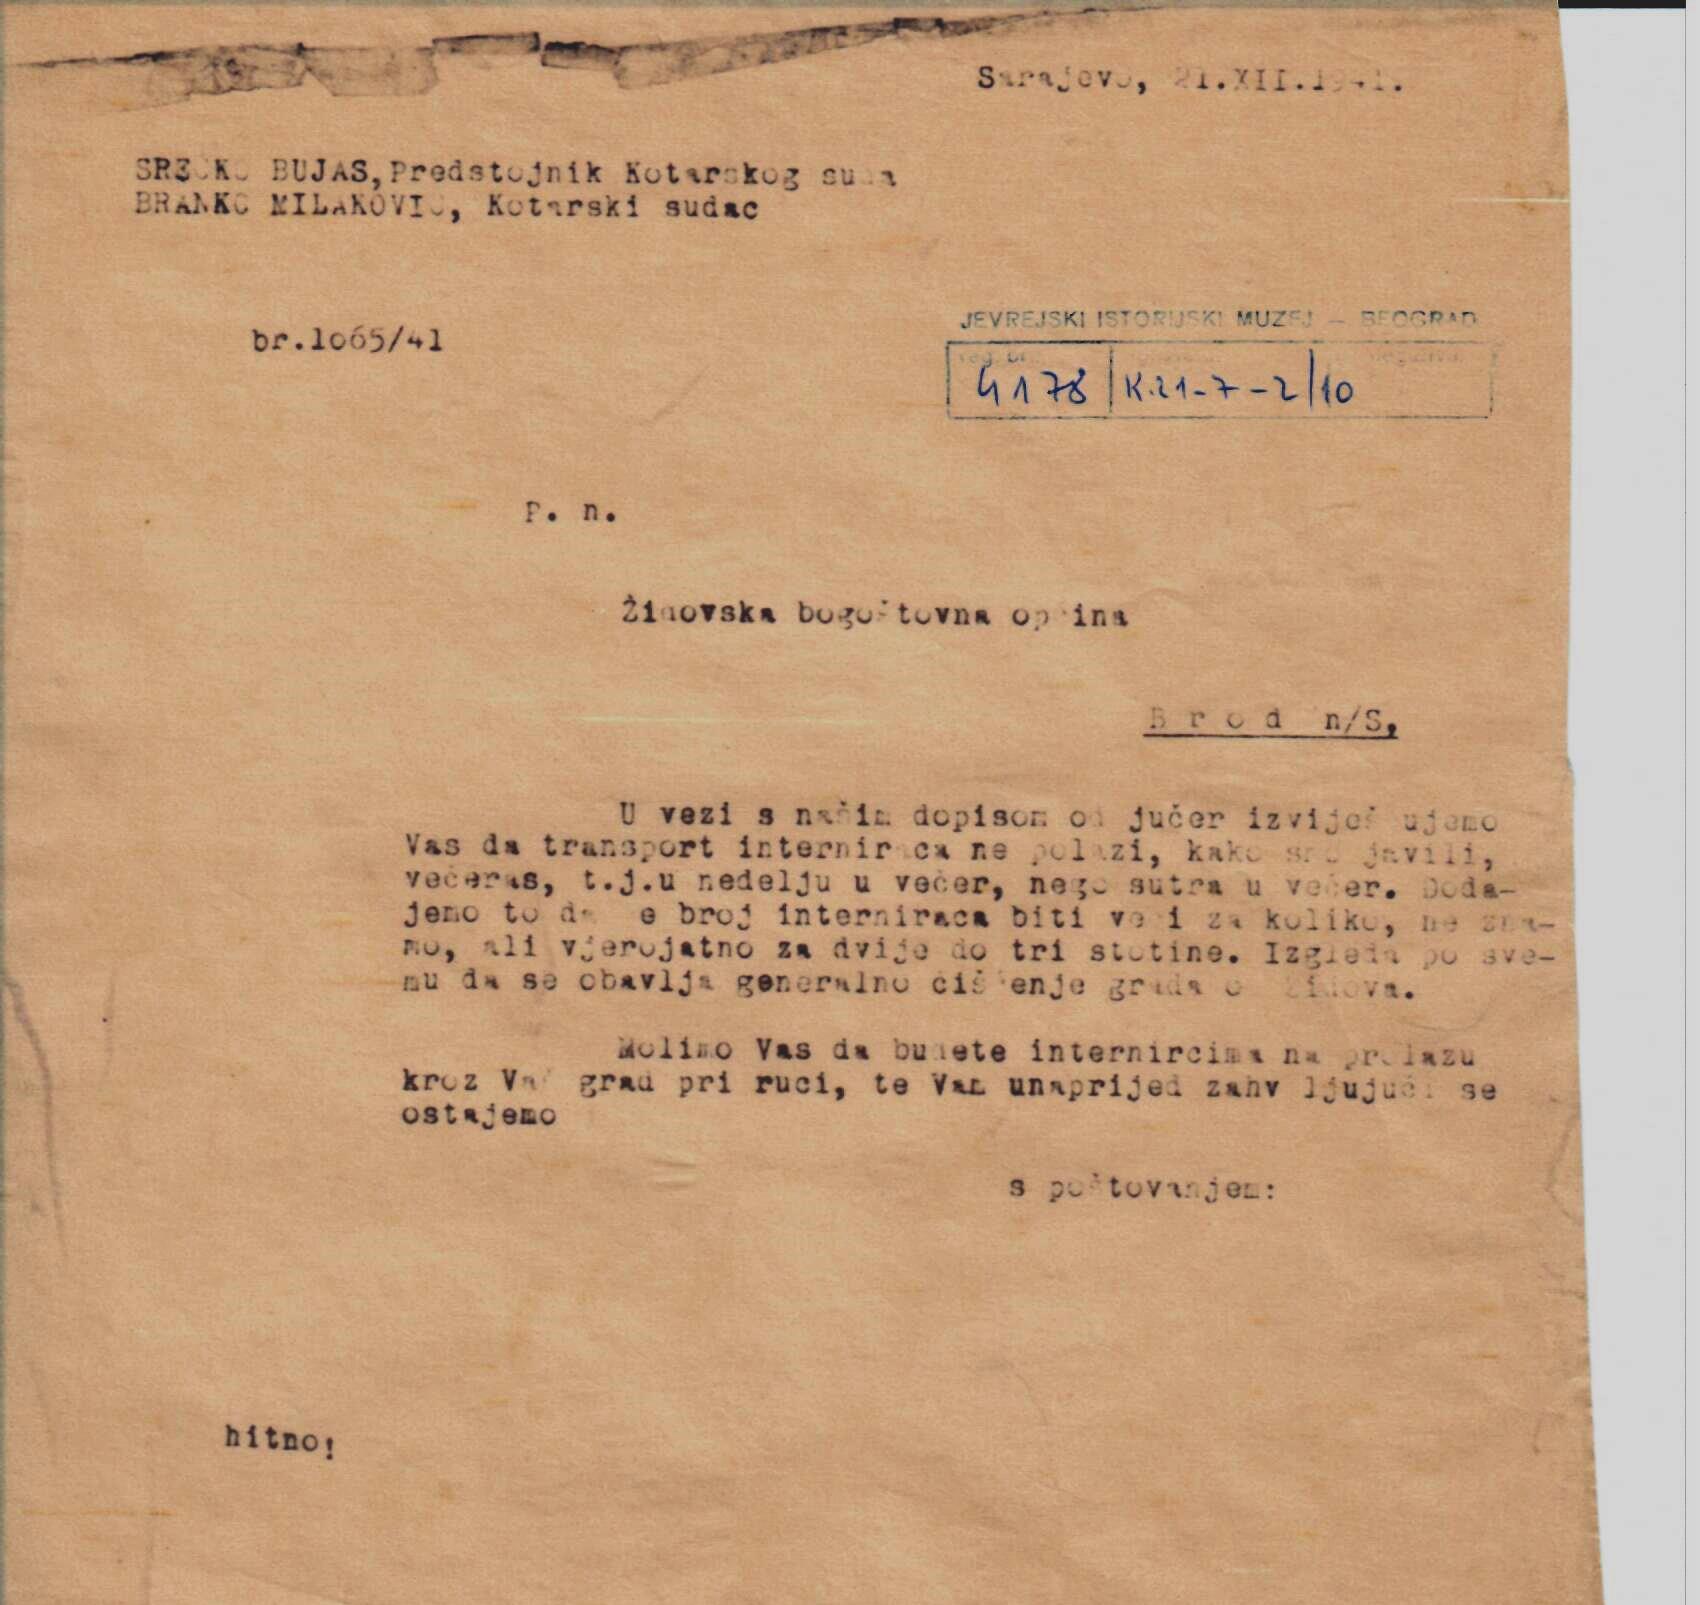 Sarajevo, 21.XII.1941.
SREĆKO BUJAS, Predstojnik Kotarskog suda
BRANKO MILAKOVIĆ, Kotarski sudac
br.1o65/41
JEVREJSKI ISTORIJSKI MUZEJ – BEOGRAD
reg. br.
4178 K.21-7-2/10
P. n.
Židovska bogoštovna općina
Brod n/S,
U vezi s našim dopisom od jučer izviješćujemo
Vas da transport interniraca ne polazi, kako smo javili,
večeras, t.j.u nedelju u večer, nego sutra u večer. Doda-
jemo to da će broj interniraca biti veći za koliko, ne zna-
mo, ali vjerojatno za dvije do tri stotine. Izgleda po sve-
mu da se obavlja generalno čišćenje grada od Židova.
Molimo Vas da budete internircima na prolazu
kroz Vaš grad pri ruci, te Vam unaprijed zahvaljujući se
ostajemo
s poštovanjem:
hitno!